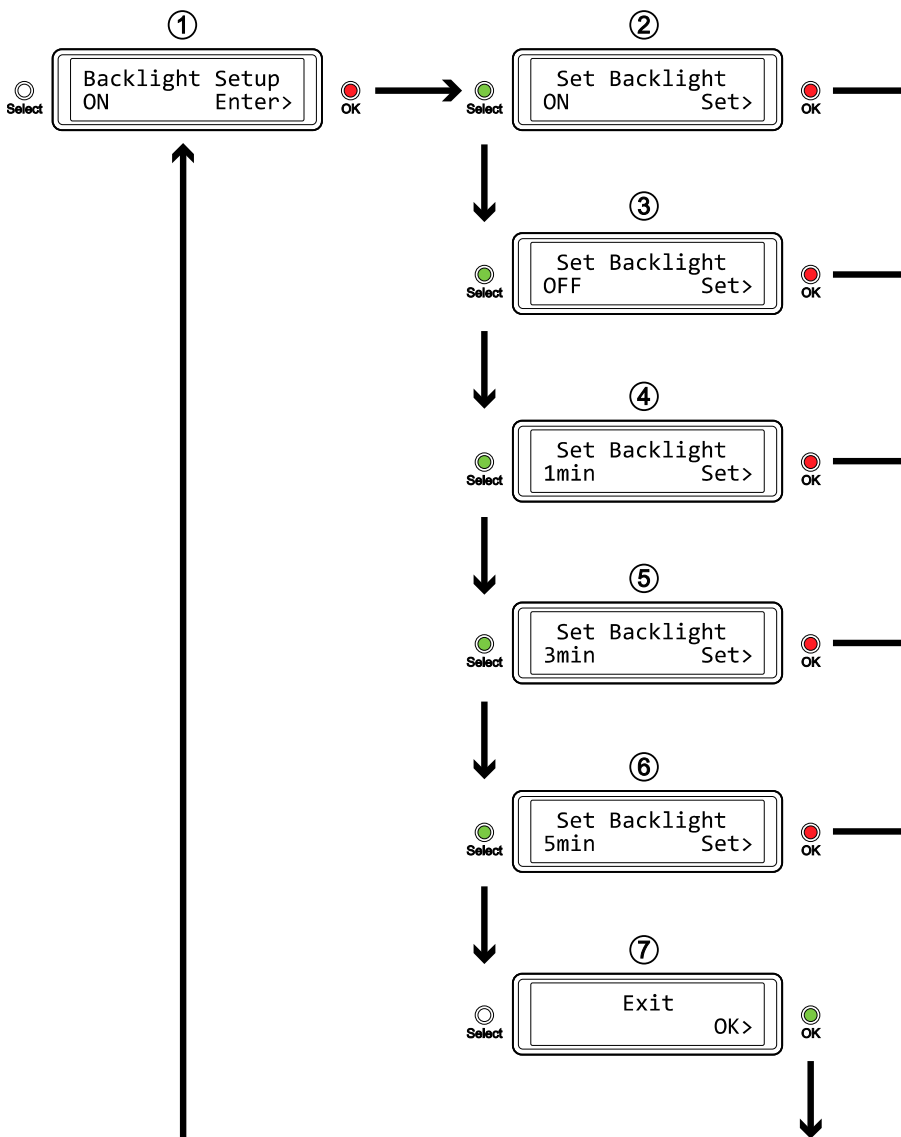 ①
Backlight Setup
ON Enter>
Select
OK
②
Set Backlight
ON Set>
Select
OK
③
Set Backlight
OFF Set>
Select
OK
④
Set Backlight
1min Set>
Select
OK
⑤
Set Backlight
3min Set>
Select
OK
⑥
Set Backlight
5min Set>
Select
OK
⑦
Exit
OK>
Select
OK